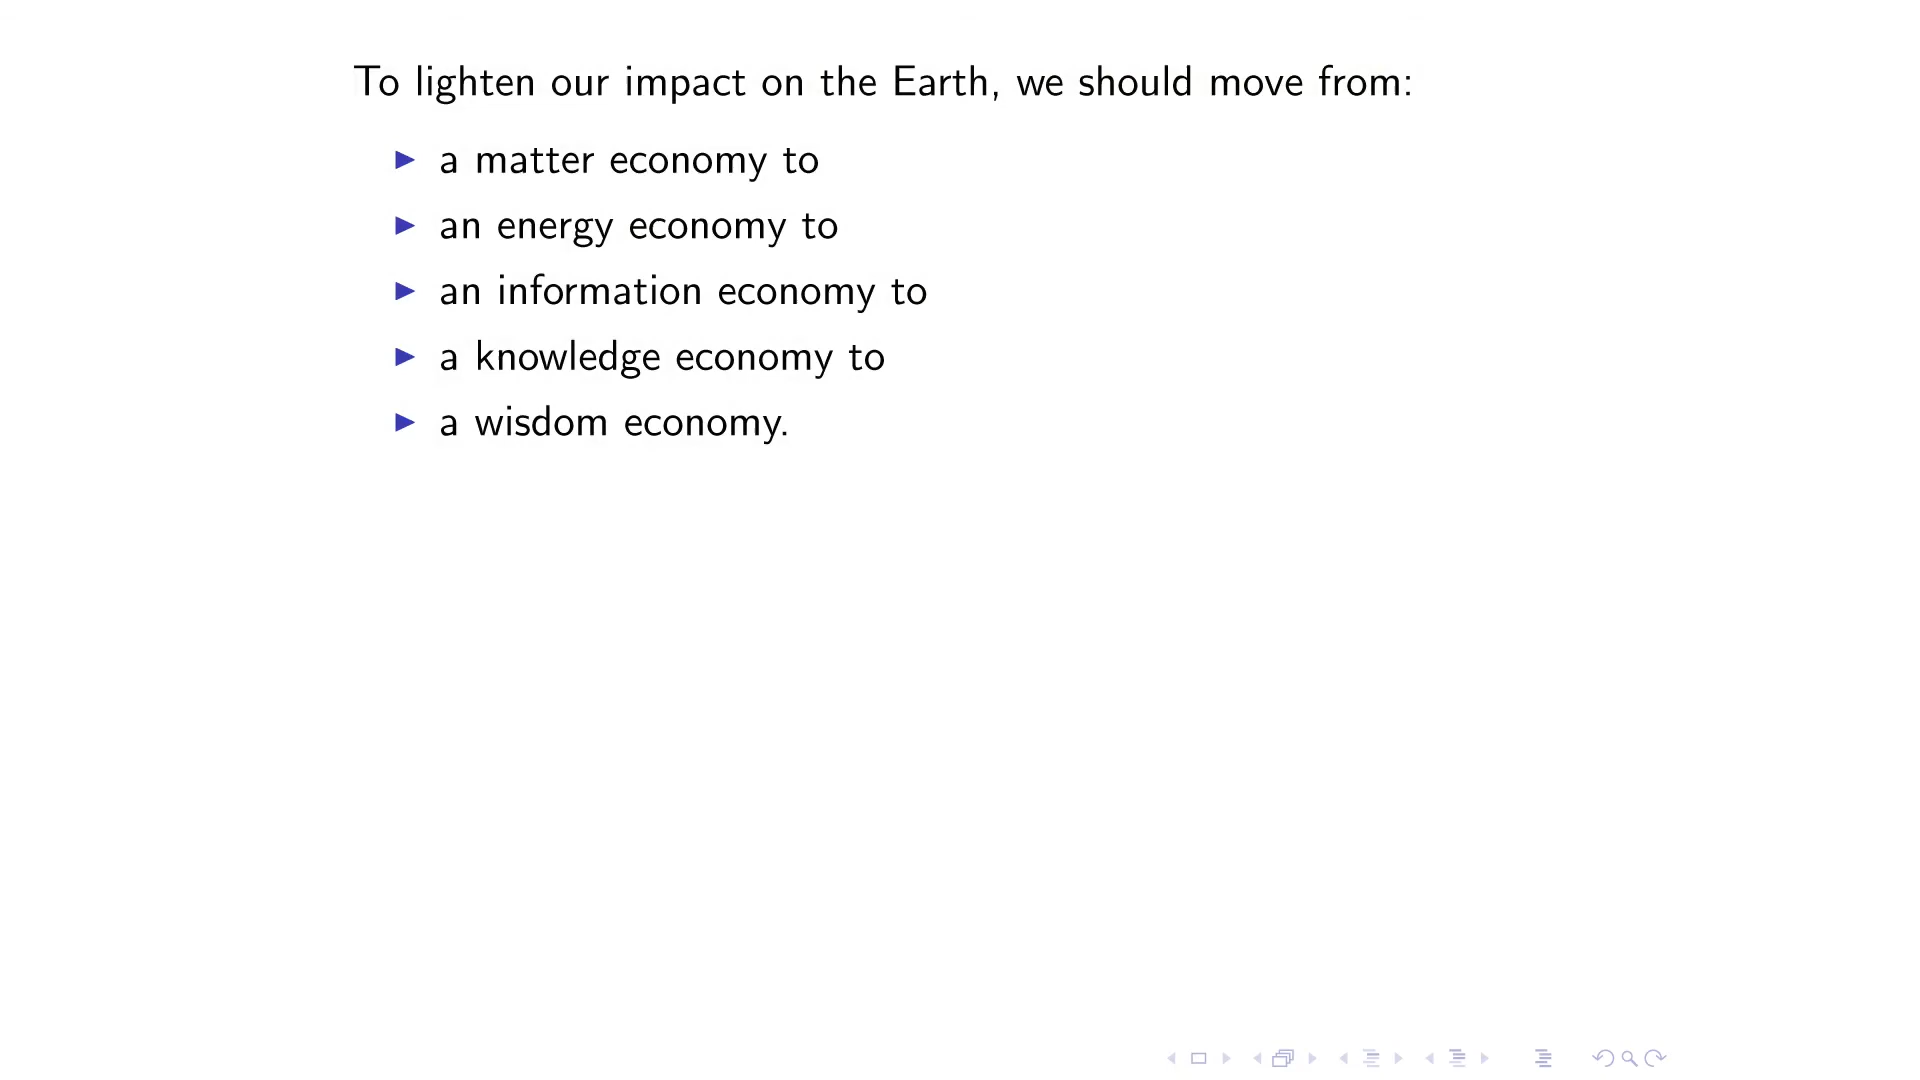 To lighten our impact on the Earth, we should move from:
a matter economy to
an energy economy to
an information economy to
a knowledge economy to
a wisdom economy.